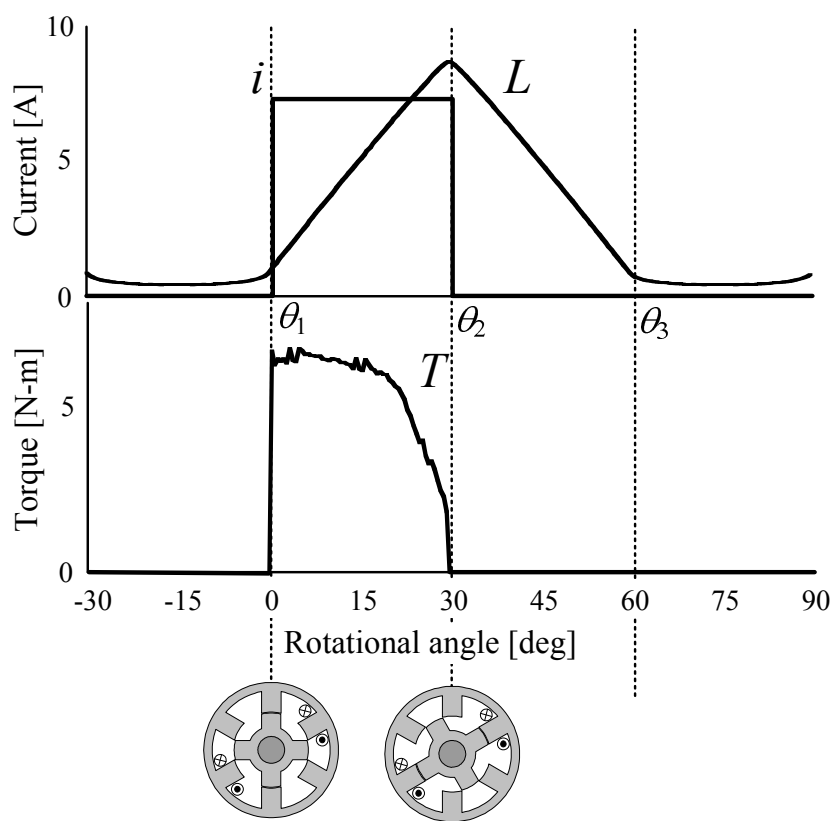 10
i
L
Current [A]
5
0
θ1
θ2
θ3
T
Torque [N-m]
5
0
-30 -15 0 15 30 45 60 75 90
Rotational angle [deg]